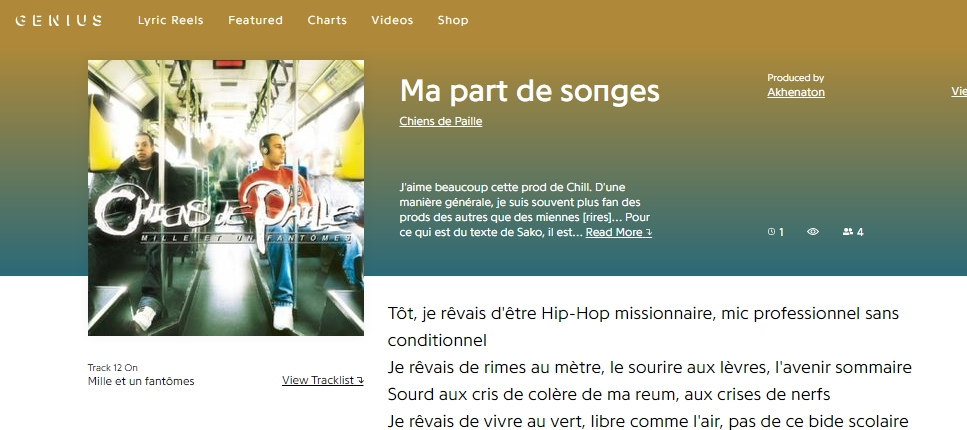 GENIUS Lyric Reels Featured Charts Videos Shop
CHIENS DE PAILLE
MILLE ET UN FANTÔMES
Ma part de songes
Chiens de Paille
Produced by
Akhenaton
Vie
J'aime beaucoup cette prod de Chill. D'une
manière générale, je suis souvent plus fan des
prods des autres que des miennes [rires]... Pour
ce qui est du texte de Sako, il est... Read More
1 4
Track 12 On
Mille et un fantômes
View Tracklist
Tôt, je rêvais d'être Hip-Hop missionnaire, mic professionnel sans
conditionnel
Je rêvais de rimes au mètre, le sourire aux lèvres, l'avenir sommaire
Sourd aux cris de colère de ma reum, aux crises de nerfs
Je rêvais de vivre au vert, libre comme l'air, pas de ce bide scolaire